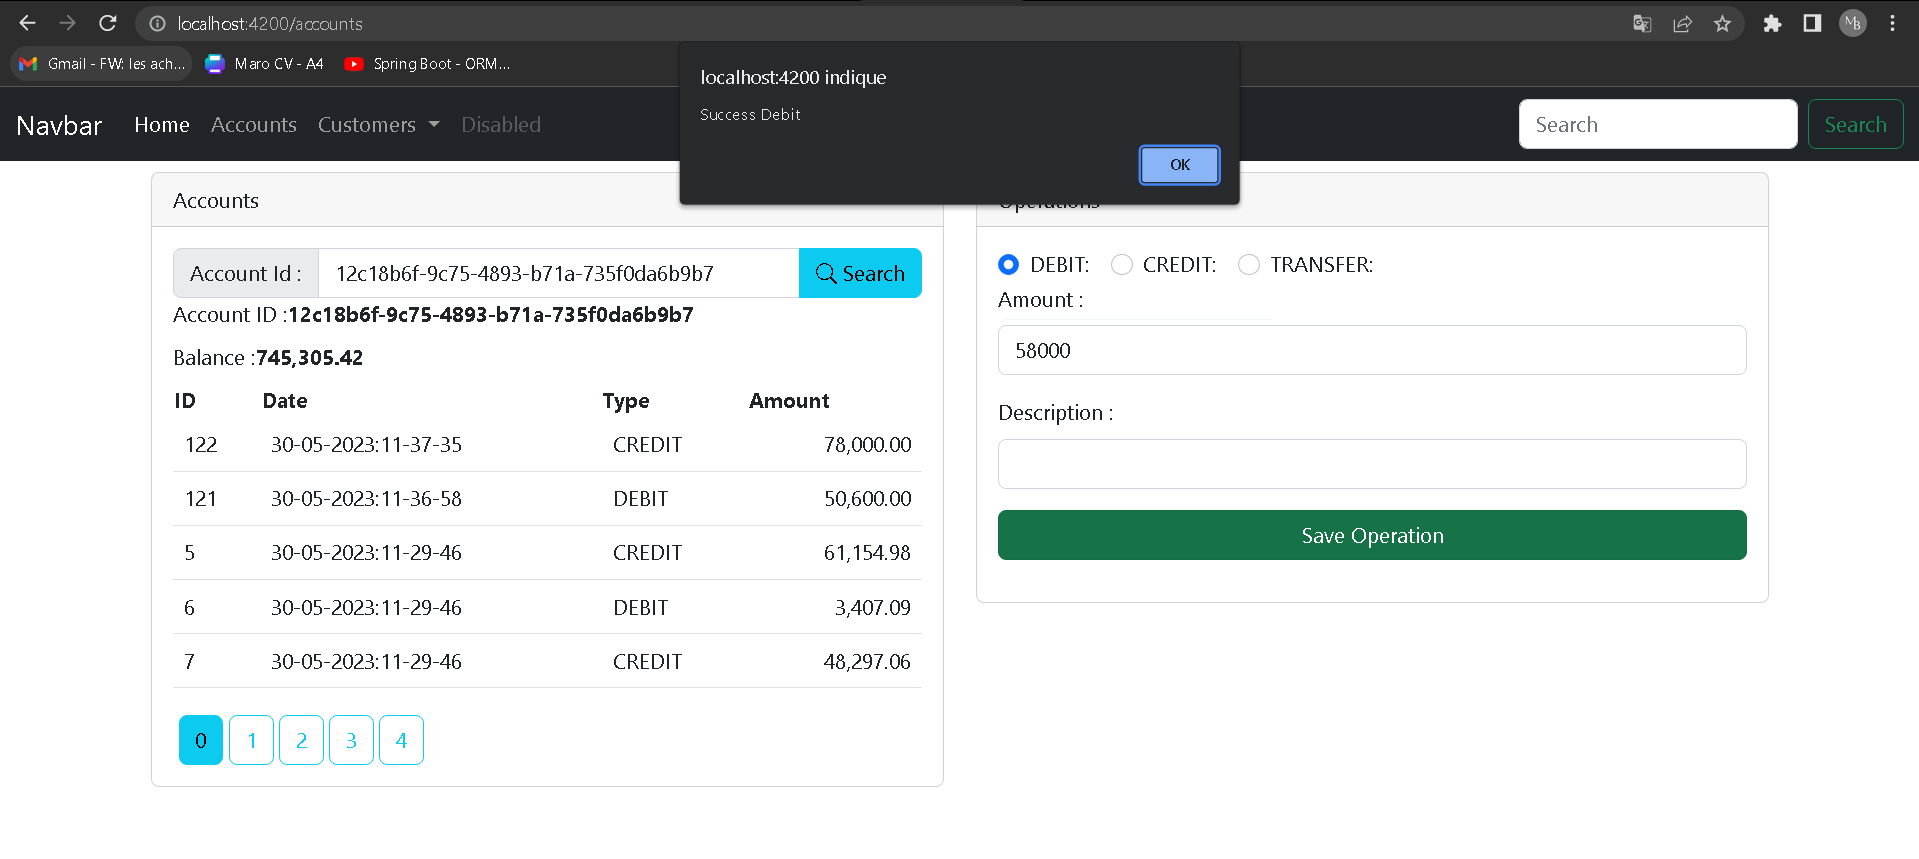 localhost:4200/accounts
MB
Gmail - FW: les ach... Maro CV - A4 Spring Boot - ORM...
localhost:4200 indique
Success Debit
OK
Navbar Home Accounts Customers Disabled Search Search
Accounts
Operations
Account Id : 12c18b6f-9c75-4893-b71a-735f0da6b9b7 Search
Account ID :12c18b6f-9c75-4893-b71a-735f0da6b9b7
Balance :745,305.42
ID Date Type Amount
122 30-05-2023:11-37-35 CREDIT 78,000.00
121 30-05-2023:11-36-58 DEBIT 50,600.00
5 30-05-2023:11-29-46 CREDIT 61,154.98
6 30-05-2023:11-29-46 DEBIT 3,407.09
7 30-05-2023:11-29-46 CREDIT 48,297.06
0 1 2 3 4
DEBIT: CREDIT: TRANSFER:
Amount :
58000
Description :
Save Operation